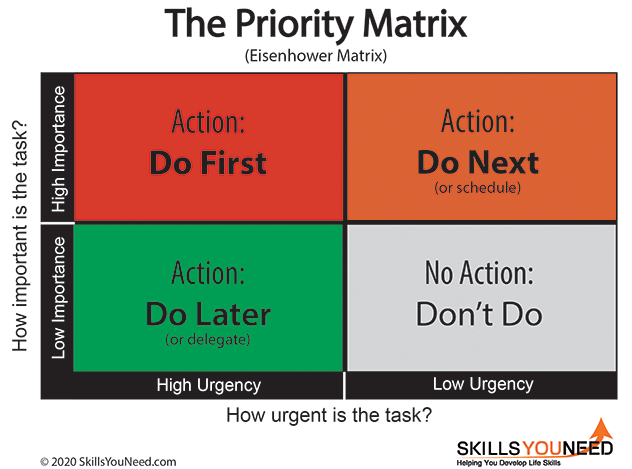 The Priority Matrix
(Eisenhower Matrix)
How important is the task?
High Importance
Action:
Do First
Action:
Do Next
(or schedule)
Low Importance
Action:
Do Later
(or delegate)
No Action:
Don't Do
High Urgency
Low Urgency
How urgent is the task?
© 2020 SkillsYouNeed.com
SKILLSYOUNEED
Helping You Develop Life Skills